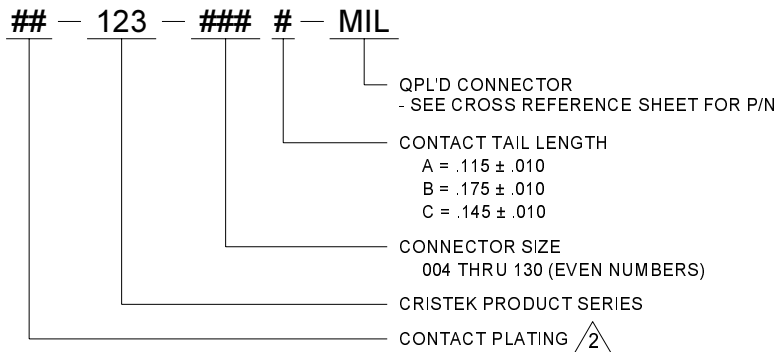 ## — 123 — ### # — MIL
QPL'D CONNECTOR
- SEE CROSS REFERENCE SHEET FOR P/N
CONTACT TAIL LENGTH
A = .115 ± .010
B = .175 ± .010
C = .145 ± .010
CONNECTOR SIZE
004 THRU 130 (EVEN NUMBERS)
CRISTEK PRODUCT SERIES
CONTACT PLATING 2